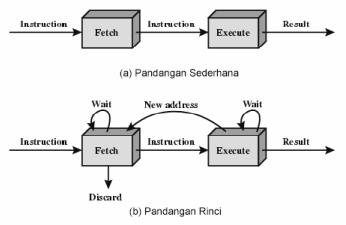 Instruction Fetch Instruction Execute Result
(a) Pandangan Sederhana
Wait New address Wait
Instruction Fetch Instruction Execute Result
Discard
(b) Pandangan Rinci